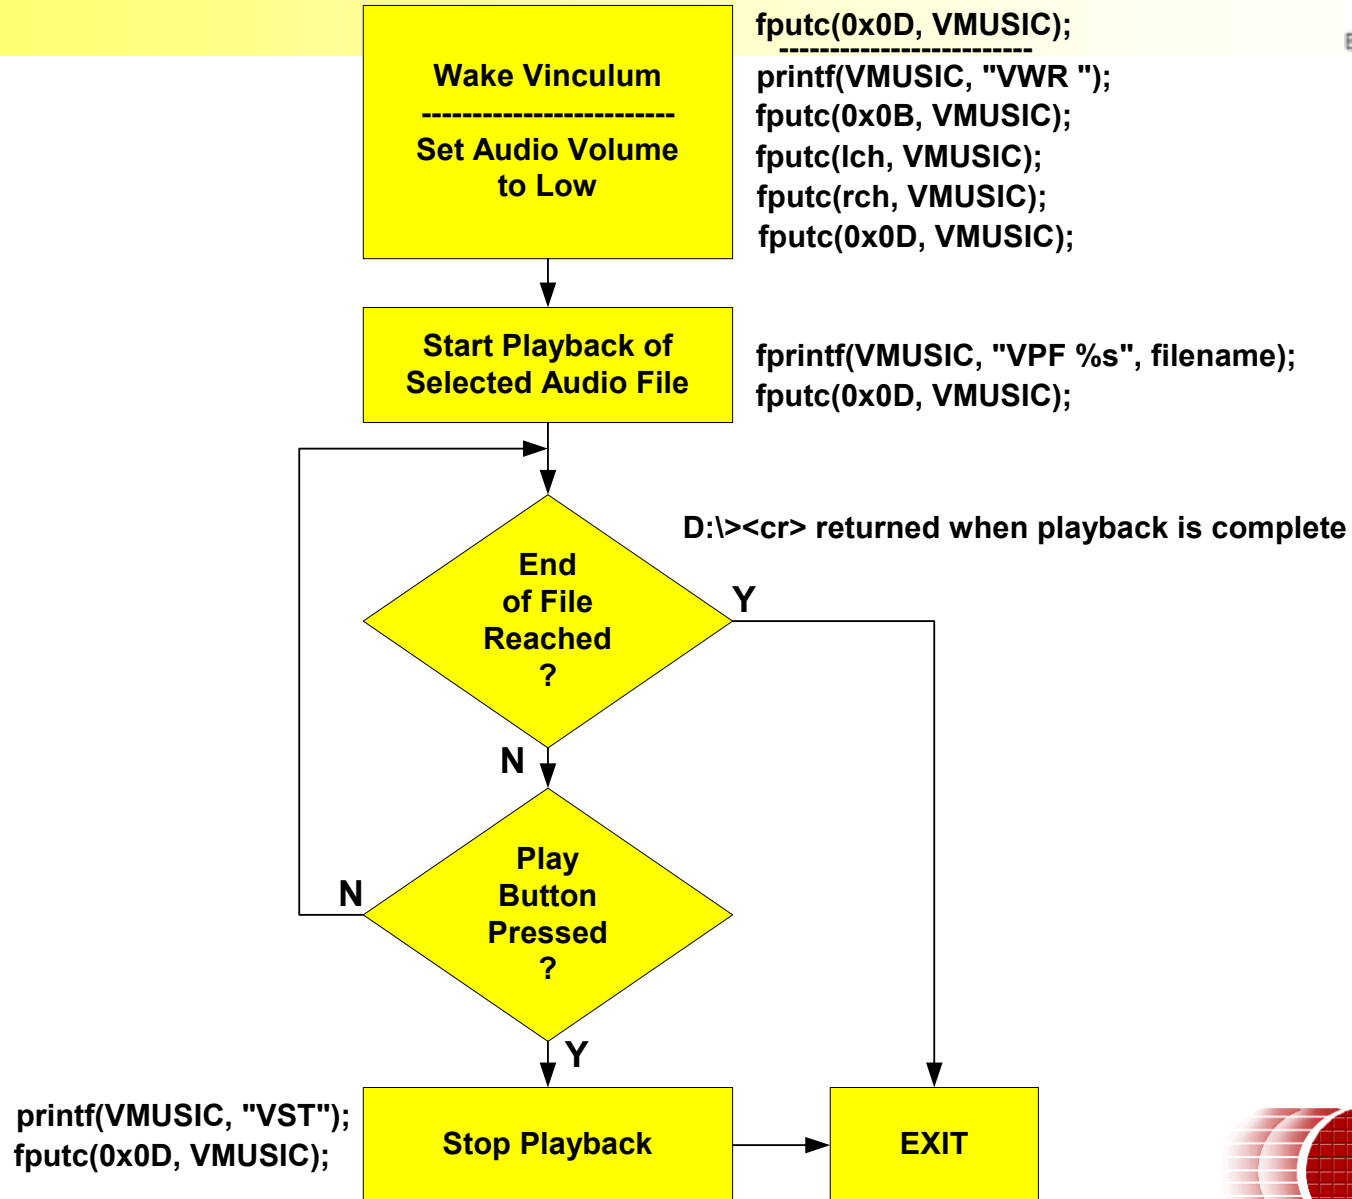 fputc(0x0D, VMUSIC);
-------------------------
Wake Vinculum
-------------------------
Set Audio Volume
to Low
printf(VMUSIC, "VWR ");
fputc(0x0B, VMUSIC);
fputc(lch, VMUSIC);
fputc(rch, VMUSIC);
fputc(0x0D, VMUSIC);
Start Playback of
Selected Audio File
fprintf(VMUSIC, "VPF %s", filename);
fputc(0x0D, VMUSIC);
D:\><cr> returned when playback is complete
End
of File
Reached
?
Y
N
Play
Button
Pressed
?
N
Y
printf(VMUSIC, "VST");
fputc(0x0D, VMUSIC);
Stop Playback
EXIT